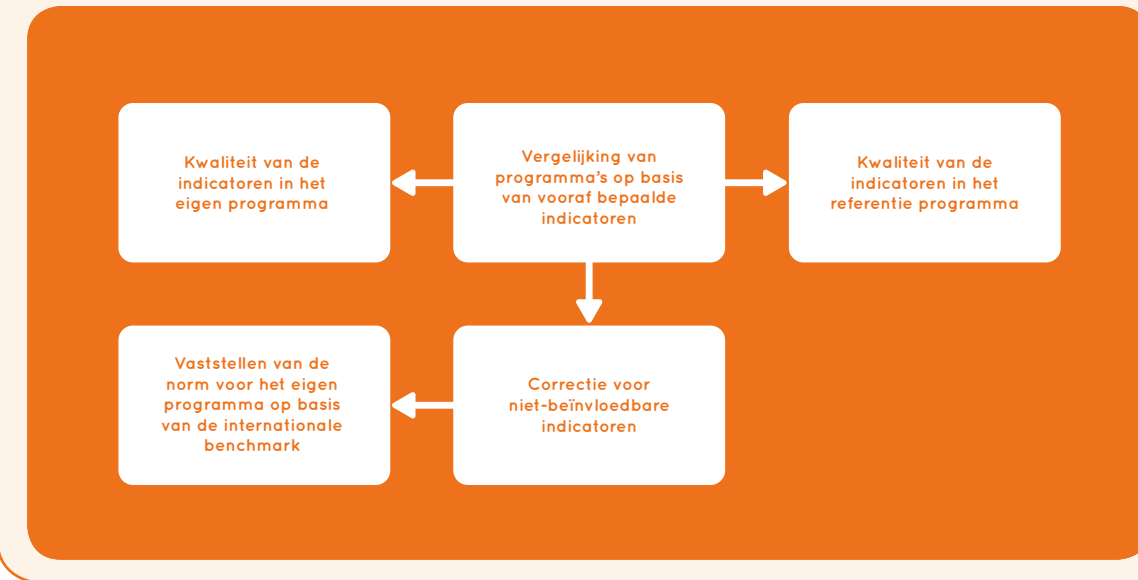 Kwaliteit van de
indicatoren in het
eigen programma
Vergelijking van
programma's op basis
van vooraf bepaalde
indicatoren
Kwaliteit van de
indicatoren in het
referentie programma
Vaststellen van de
norm voor het eigen
programma op basis
van de internationale
benchmark
Correctie voor
niet-beïnvloedbare
indicatoren